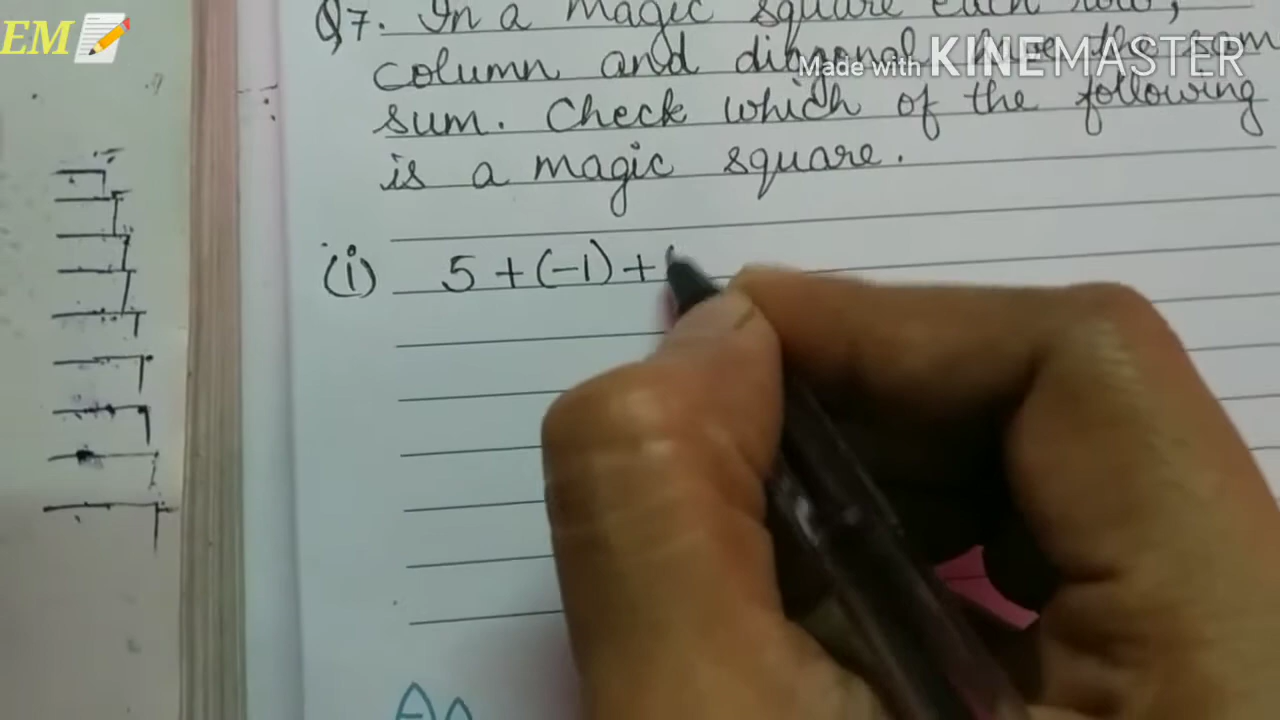 EM
Q7. In a magic square each row,
column and diagonal have the sam
Made with KINEMASTER
sum. Check which of the following
is a magic square.
(i) 5 + (-1) +